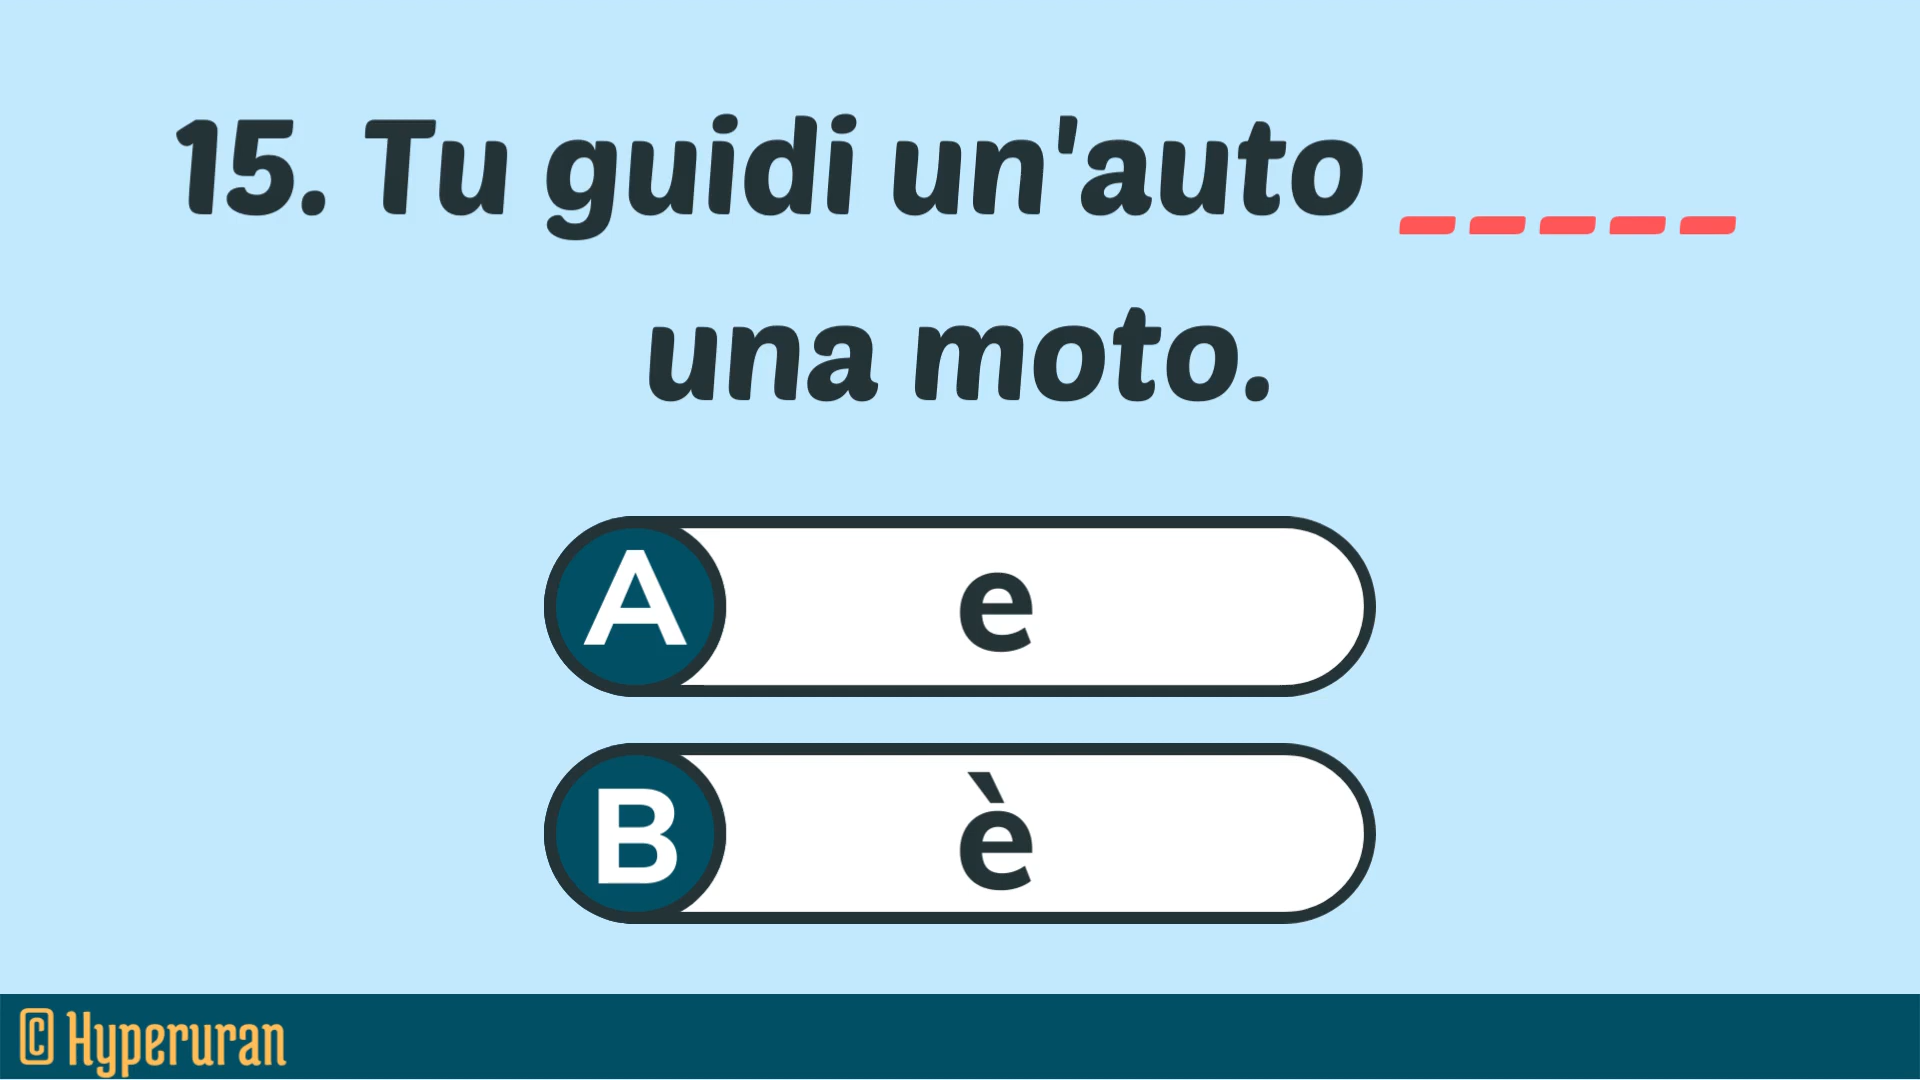 15. Tu guidi un'auto _____
una moto.
A e
B è
© Hyperuran